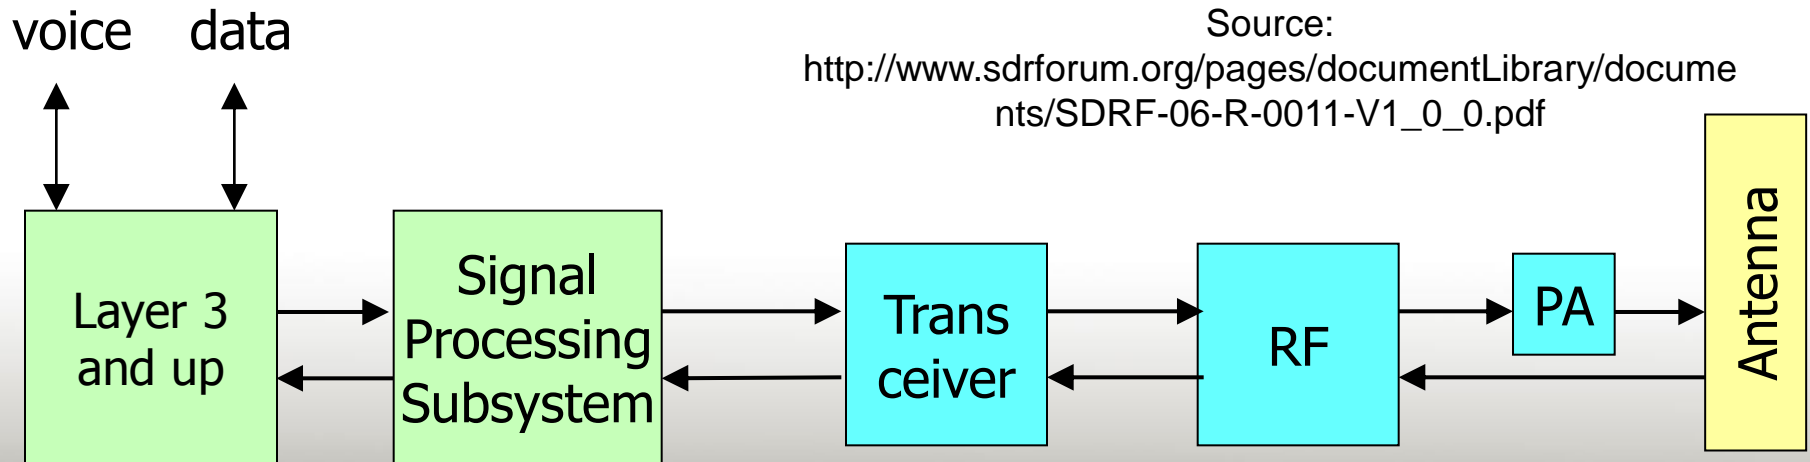 voice data
Source:
http://www.sdrforum.org/pages/documentLibrary/docume
nts/SDRF-06-R-0011-V1_0_0.pdf
Layer 3
and up
Signal
Processing
Subsystem
Trans
ceiver
RF
PA
Antenna